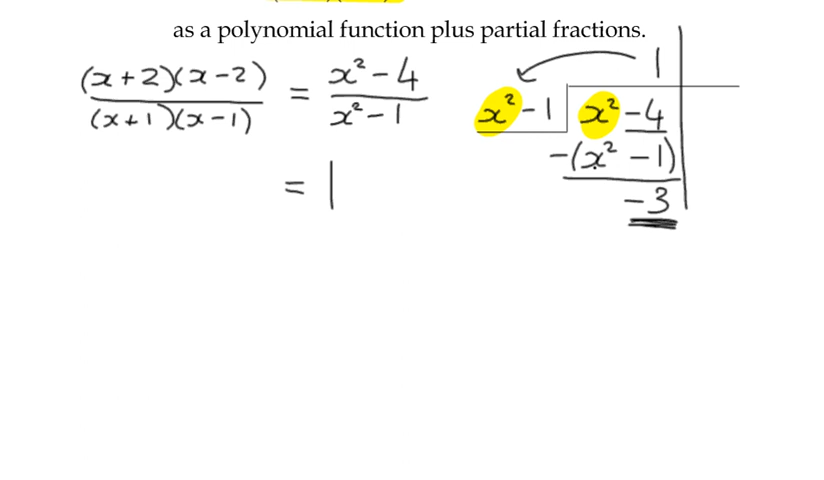 as a polynomial function plus partial fractions.
(x+2)(x-2) / (x+1)(x-1) = x² - 4 / x² - 1
= 1
1
x² - 1 x² - 4
-(x² - 1)
-3